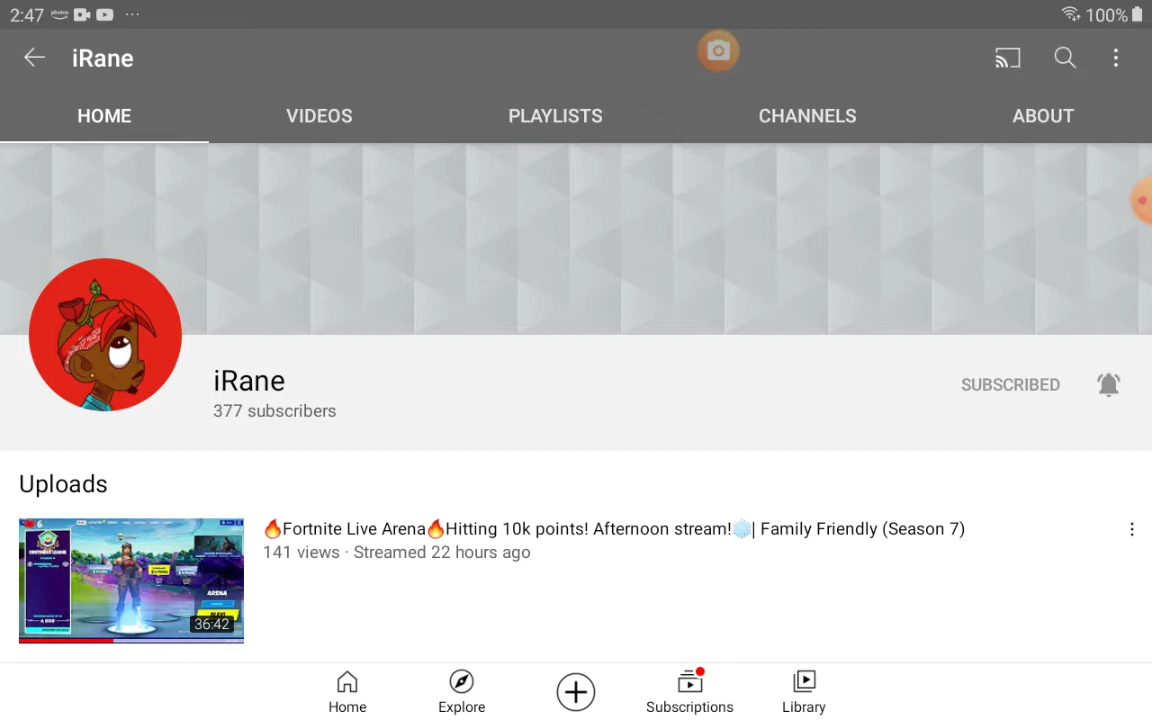 2:47 ··· 100%
iRane
HOME VIDEOS PLAYLISTS CHANNELS ABOUT
iRane
377 subscribers
SUBSCRIBED
Uploads
🔥Fortnite Live Arena🔥Hitting 10k points! Afternoon stream!❄️| Family Friendly (Season 7)
141 views · Streamed 22 hours ago
ARENA
36:42
Home Explore Subscriptions Library